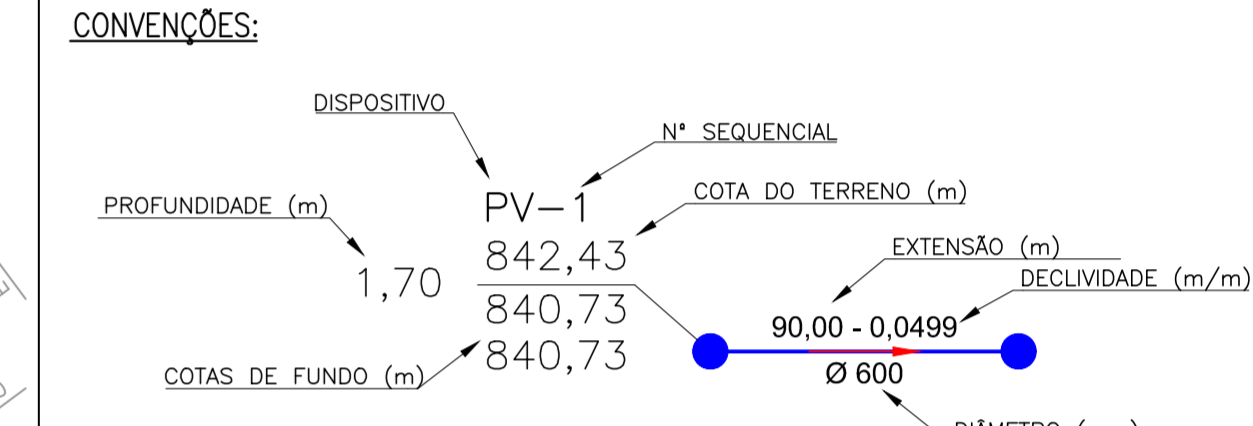 CONVENÇÕES:
DISPOSITIVO
Nº SEQUENCIAL
PROFUNDIDADE (m)
PV-1
COTA DO TERRENO (m)
842,43
1,70
EXTENSÃO (m)
DECLIVIDADE (m/m)
840,73
90,00 - 0,0499
840,73
Ø 600
COTAS DE FUNDO (m)